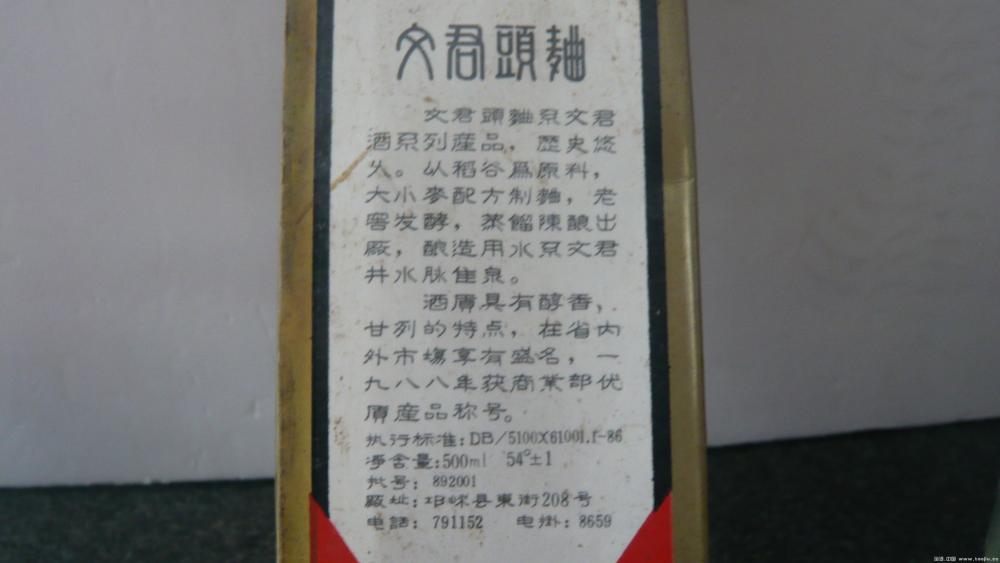 文君頭麯
文君頭麯系文君
酒系列産品，歷史悠
久。以稻谷爲原料，
大小麥配方制麯，老
窖发酵，蒸餾陳酿出
厰，酿造用水系文君
井水脉佳泉。
酒质具有醇香，
甘冽的特点，在省内
外市場享有盛名，一
九八八年获商業部优
质産品称号。
执行标准：DB/5100X61001.1-86
净含量：500ml 54°±1
批号：892001
厰址：邛崃县東街208号
电話：791152 电掛：8659